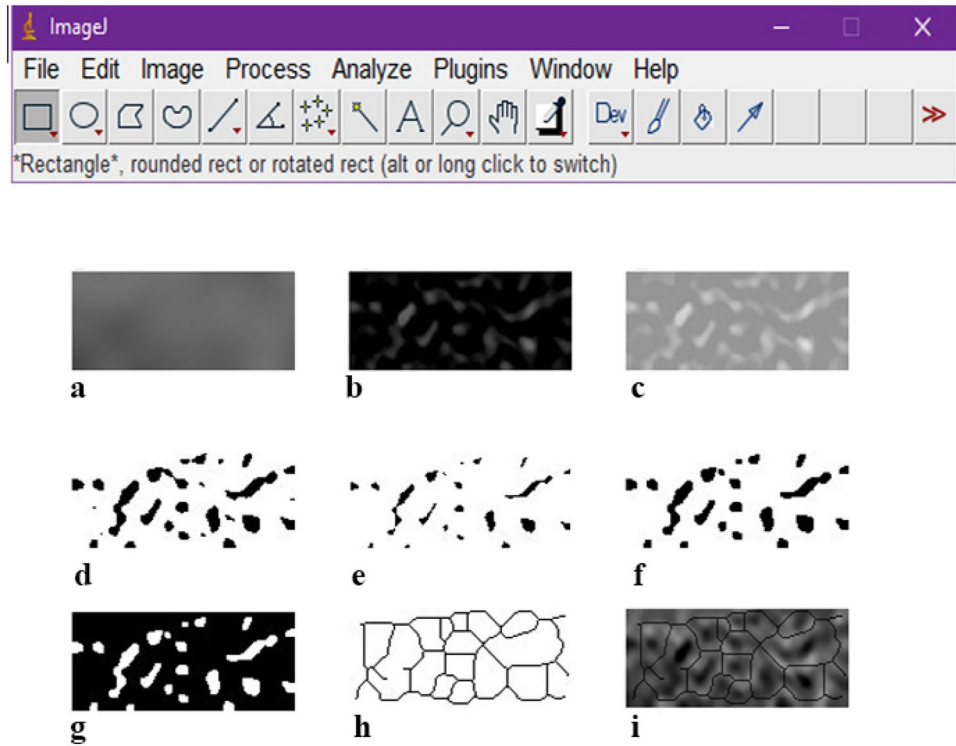 ImageJ
File Edit Image Process Analyze Plugins Window Help
A Dev >>
*Rectangle*, rounded rect or rotated rect (alt or long click to switch)
a b c
d e f
g h i